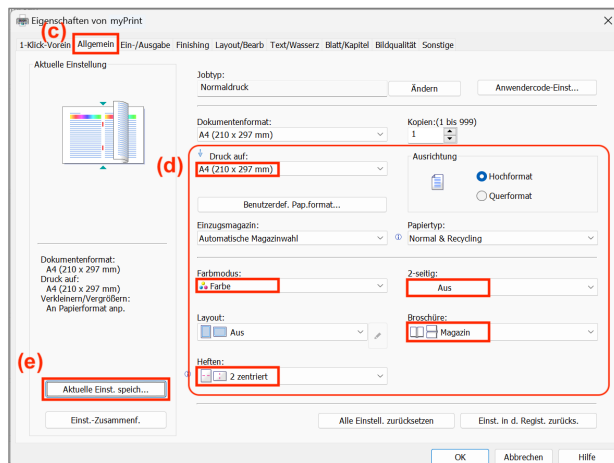 Eigenschaften von myPrint
(c)
1-Klick-Vorein Allgemein Ein-/Ausgabe Finishing Layout/Bearb Text/Wasserz Blatt/Kapitel Bildqualität Sonstige
Aktuelle Einstellung
Jobtyp:
Normaldruck
Ändern
Anwendercode-Einst...
Dokumentenformat:
A4 (210 x 297 mm)
Kopien:(1 bis 999)
1
(d)
Druck auf:
A4 (210 x 297 mm)
Ausrichtung
Hochformat
Querformat
Benutzerdef. Pap.format...
Einzugsmagazin:
Automatische Magazinwahl
Papiertyp:
Normal & Recycling
Dokumentenformat:
A4 (210 x 297 mm)
Druck auf:
A4 (210 x 297 mm)
Verkleinern/Vergrößern:
An Papierformat anp.
Farbmodus:
Farbe
2-seitig:
Aus
Layout:
Aus
Broschüre:
Magazin
Heften:
2 zentriert
(e)
Aktuelle Einst. speich...
Einst.-Zusammenf.
Alle Einstell. zurücksetzen
Einst. in d. Regist. zurücks.
OK
Abbrechen
Hilfe